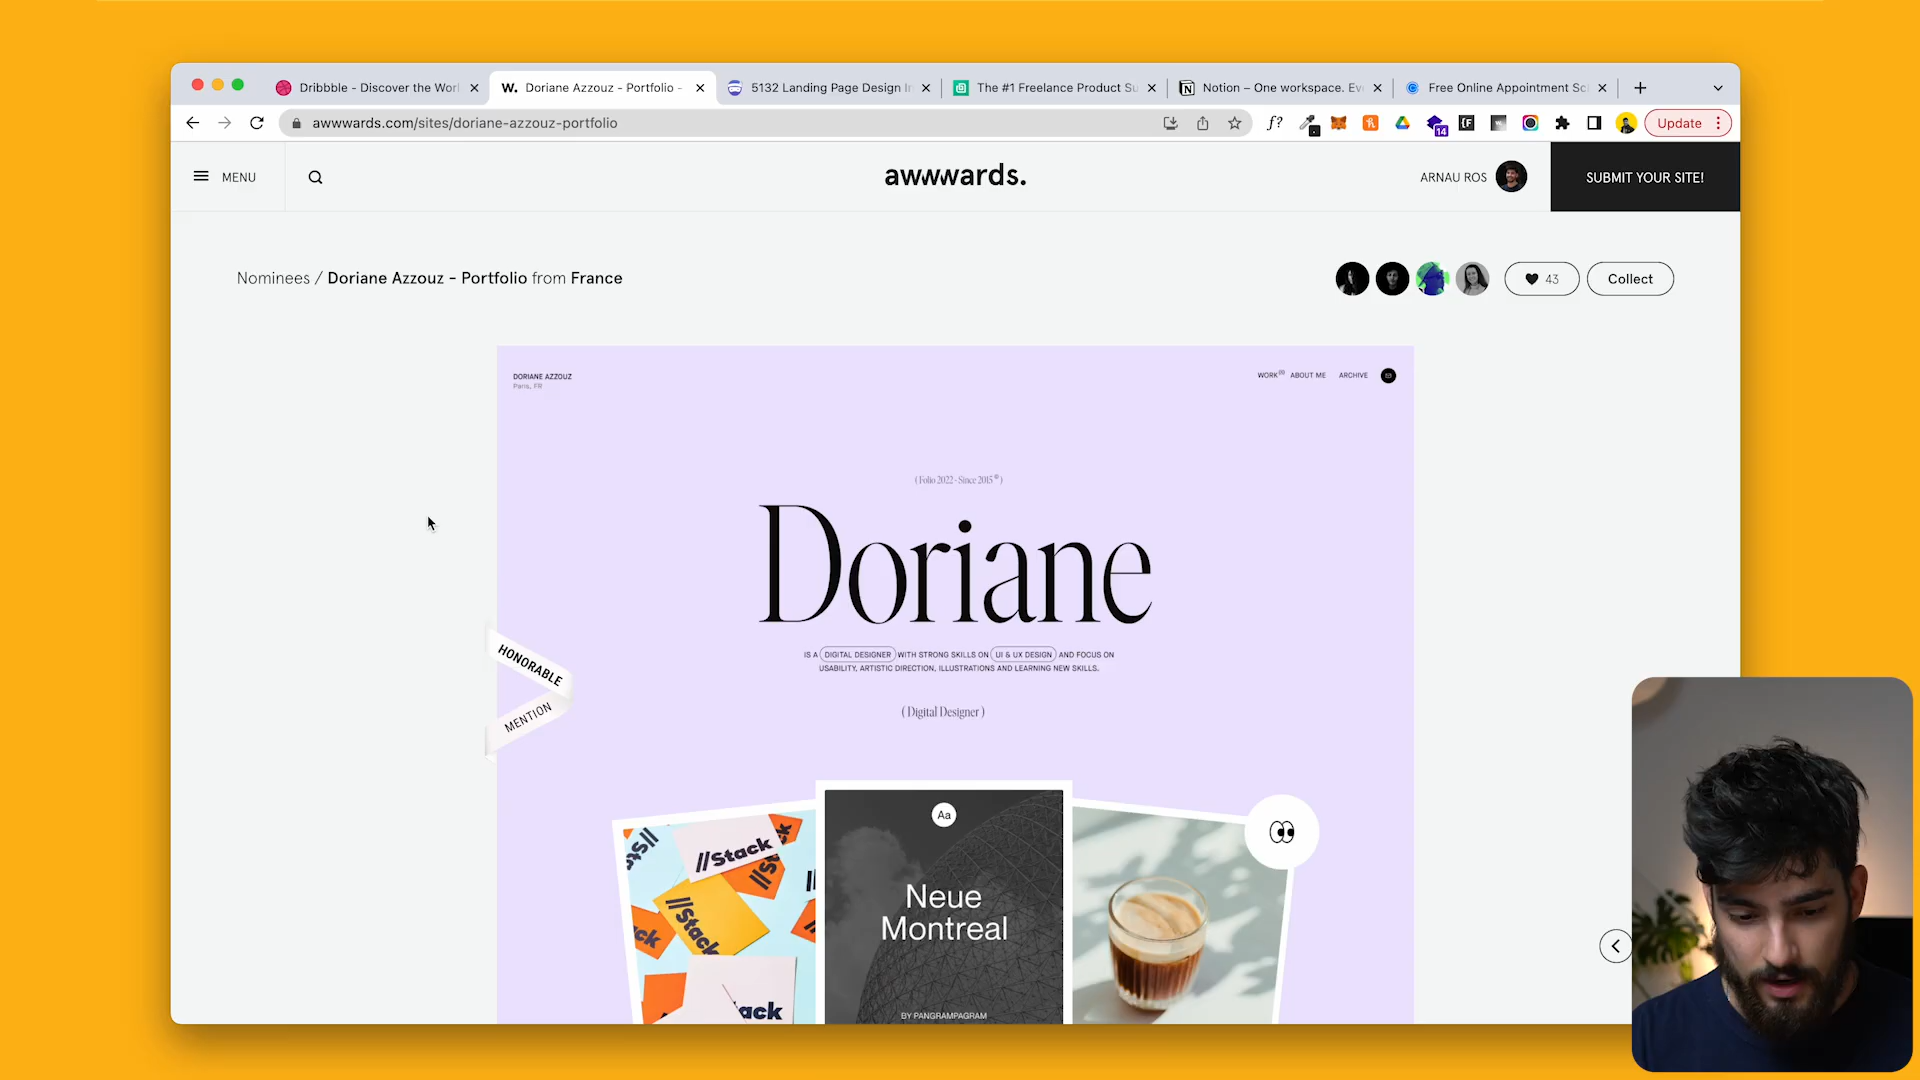 Dribbble - Discover the Worl
W. Doriane Azzouz - Portfolio -
5132 Landing Page Design I
The #1 Freelance Product Su
Notion – One workspace. Ev
Free Online Appointment Sc
awwwards.com/sites/doriane-azzouz-portfolio
f?
14
Update
MENU
awwwards.
ARNAU ROS
SUBMIT YOUR SITE!
Nominees / Doriane Azzouz - Portfolio from France
43
Collect
DORIANE AZZOUZ
Paris, FR
WORK
ABOUT ME
ARCHIVE
( Folio 2022 - Since 2015 ® )
Doriane
IS A DIGITAL DESIGNER WITH STRONG SKILLS ON UI & UX DESIGN AND FOCUS ON
USABILITY, ARTISTIC DIRECTION, ILLUSTRATIONS AND LEARNING NEW SKILLS.
( Digital Designer )
HONORABLE
MENTION
//Stack
//Stack
ack
Aa
Neue
Montreal
BY PANGRAMPAGRAM